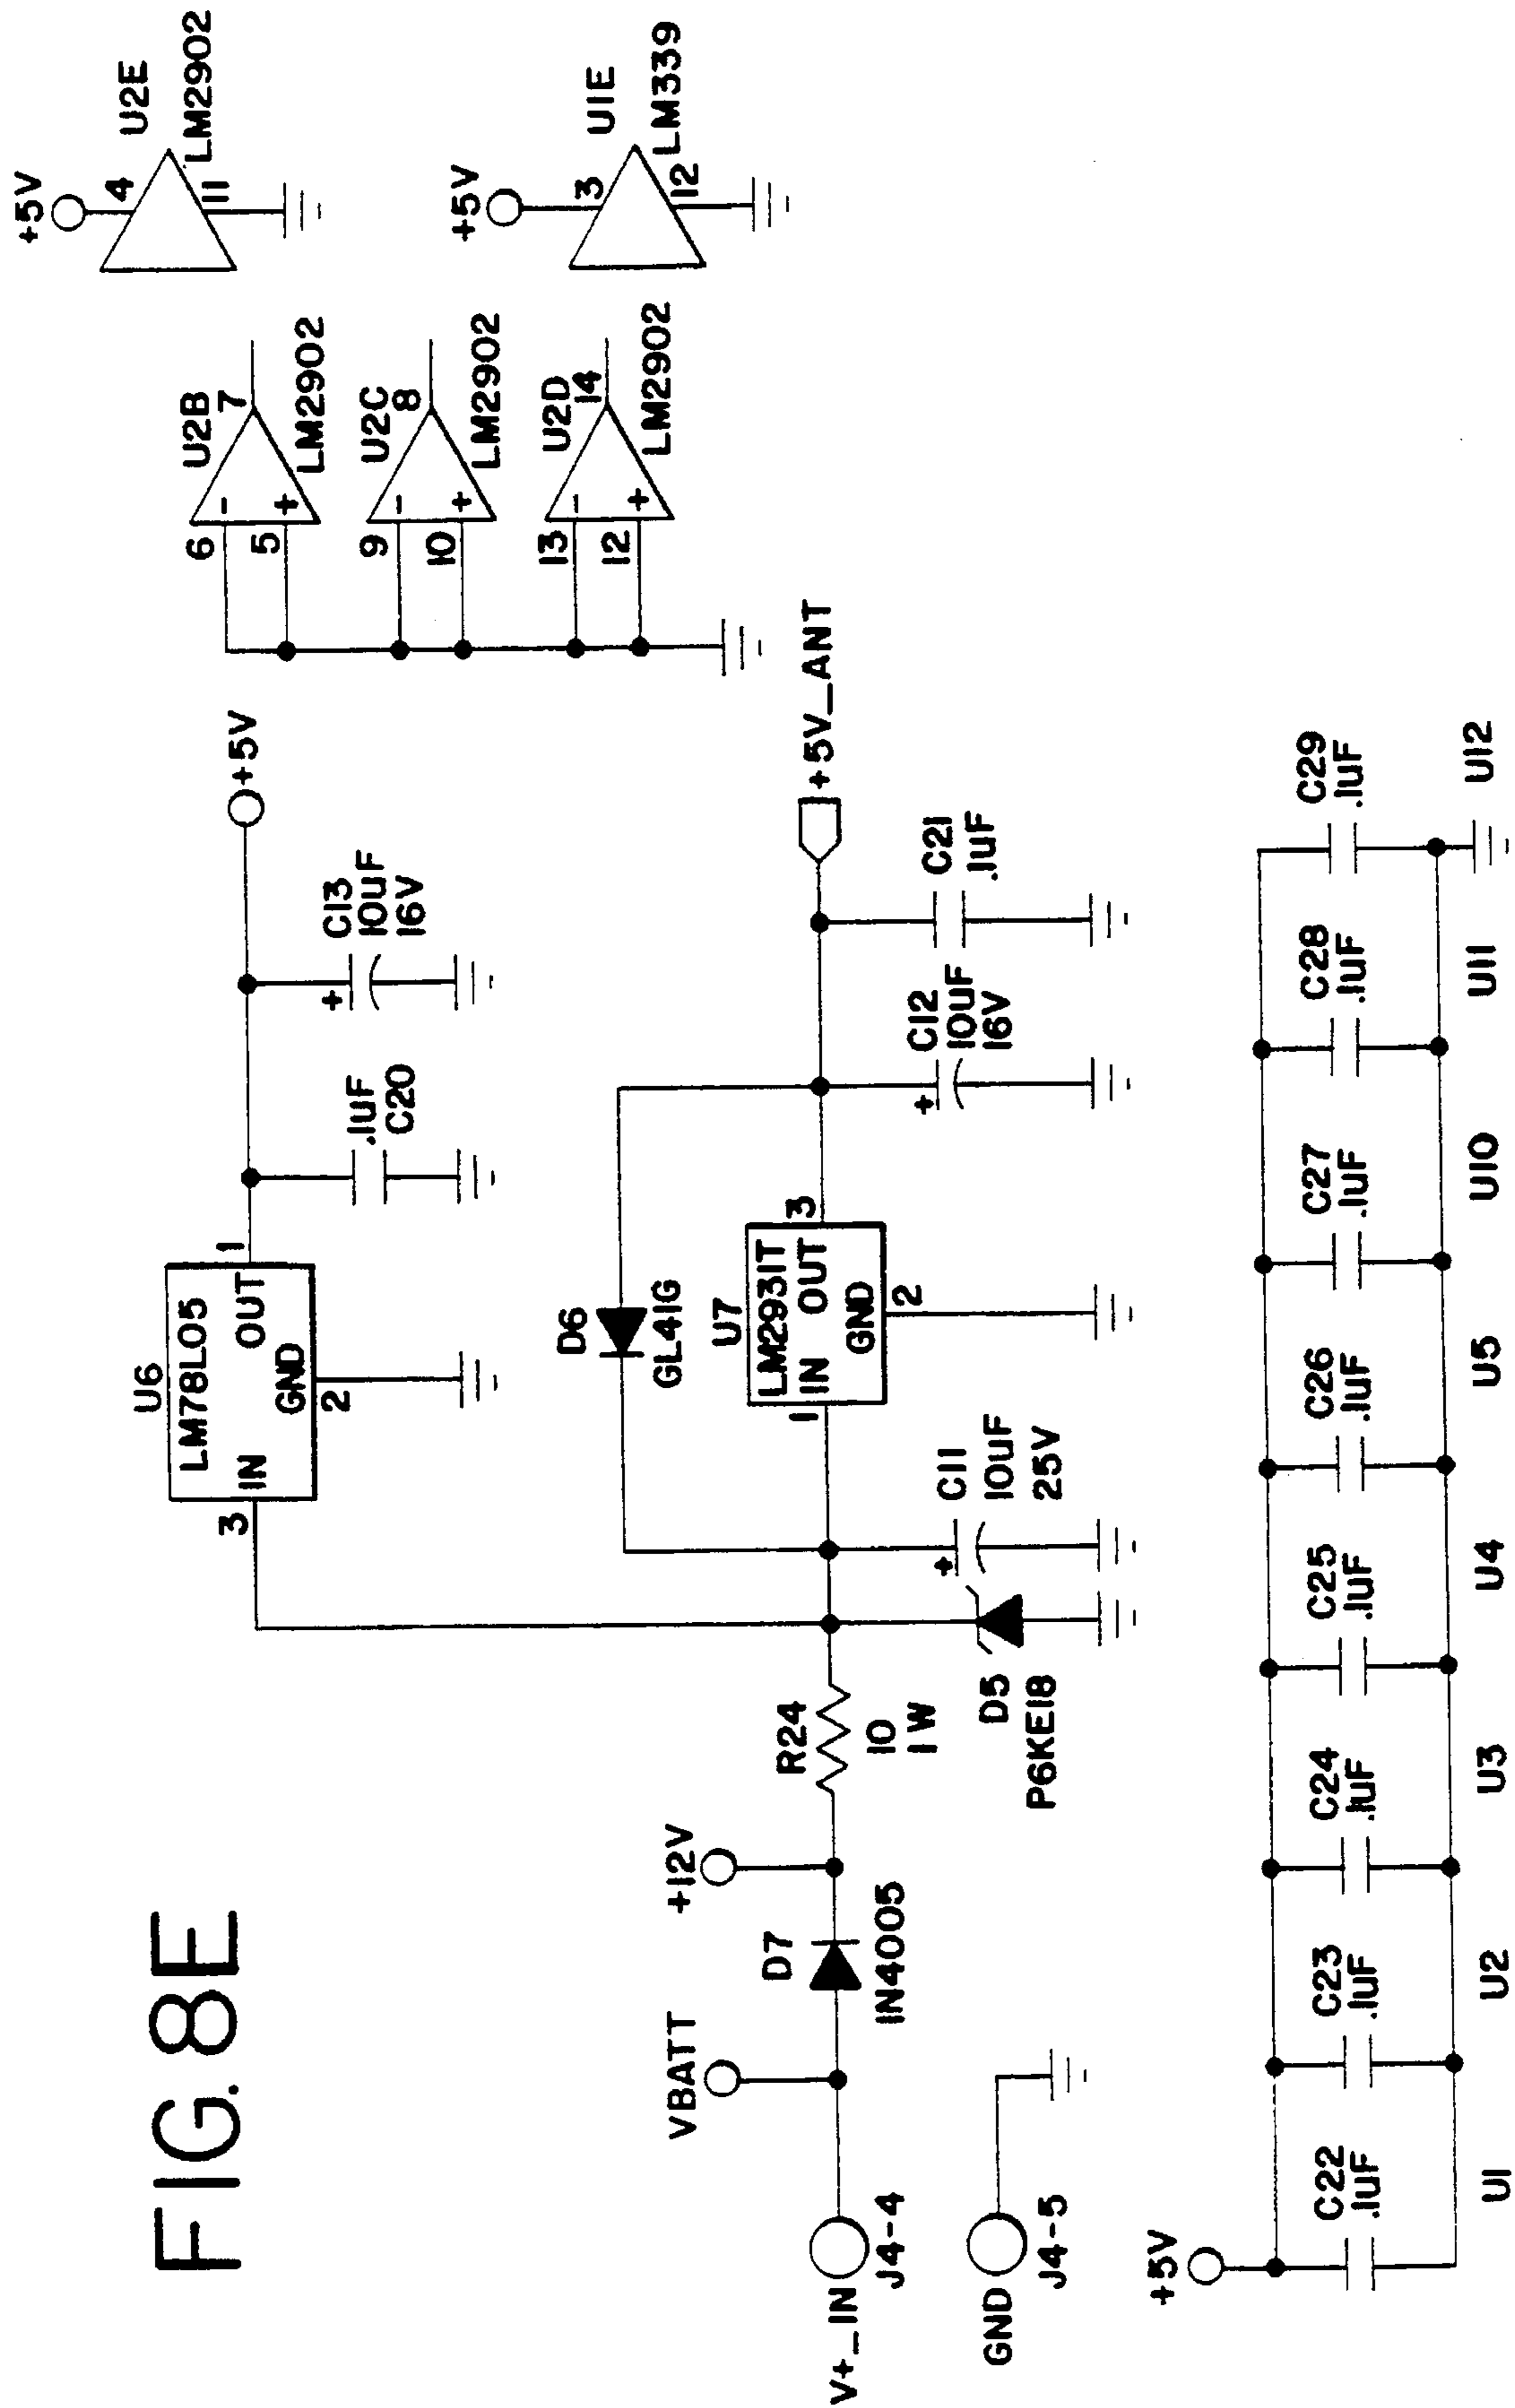 FIG. 8E
U6
LM78L05
IN
OUT
GND
3
1
2
.1uF
C20
C13
10uF
16V
+
+5V
V+_IN
J4-4
VBATT
D7
1N4005
+12V
R24
10
1W
D5
P6KE18
C11
10uF
25V
+
D6
GL41G
U7
LM2931T
IN OUT
GND
1
3
2
C12
10uF
16V
+
C21
.1uF
+5V_ANT
GND
J4-5
U2B
6
-
5
+
7
LM2902
U2C
9
-
10
+
8
LM2902
U2D
13
-
12
+
14
LM2902
+5V
4
U2E
11
LM2902
+5V
3
U1E
12
LM339
+5V
C22
.1uF
C23
.1uF
C24
.1uF
C25
.1uF
C26
.1uF
C27
.1uF
C28
.1uF
C29
.1uF
U1
U2
U3
U4
U5
U10
U11
U12